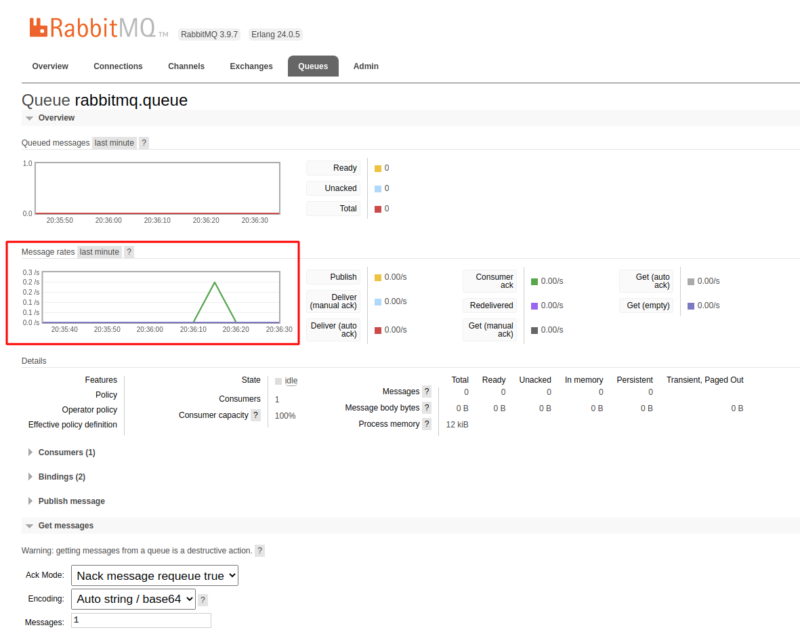 RabbitMQ TM RabbitMQ 3.9.7 Erlang 24.0.5
Overview Connections Channels Exchanges Queues Admin
Queue rabbitmq.queue
Overview
Queued messages last minute ?
1.0
0.0
20:35:50 20:36:00 20:36:10 20:36:20 20:36:30
Ready 0
Unacked 0
Total 0
Message rates last minute ?
0.3 /s
0.2 /s
0.2 /s
0.1 /s
0.1 /s
0.0 /s
20:35:40 20:35:50 20:36:00 20:36:10 20:36:20 20:36:30
Publish 0.00/s
Deliver
(manual ack) 0.00/s
Deliver (auto
ack) 0.00/s
Consumer
ack 0.00/s
Redelivered 0.00/s
Get (manual
ack) 0.00/s
Get (auto
ack) 0.00/s
Get (empty) 0.00/s
Details
Features
Policy
Operator policy
Effective policy definition
State idle
Consumers 1
Consumer capacity ? 100%
Total Ready Unacked In memory Persistent Transient, Paged Out
Messages ? 0 0 0 0 0
Message body bytes ? 0 B 0 B 0 B 0 B 0 B 0 B
Process memory ? 12 kiB
Consumers (1)
Bindings (2)
Publish message
Get messages
Warning: getting messages from a queue is a destructive action. ?
Ack Mode: Nack message requeue true
Encoding: Auto string / base64 ?
Messages: 1